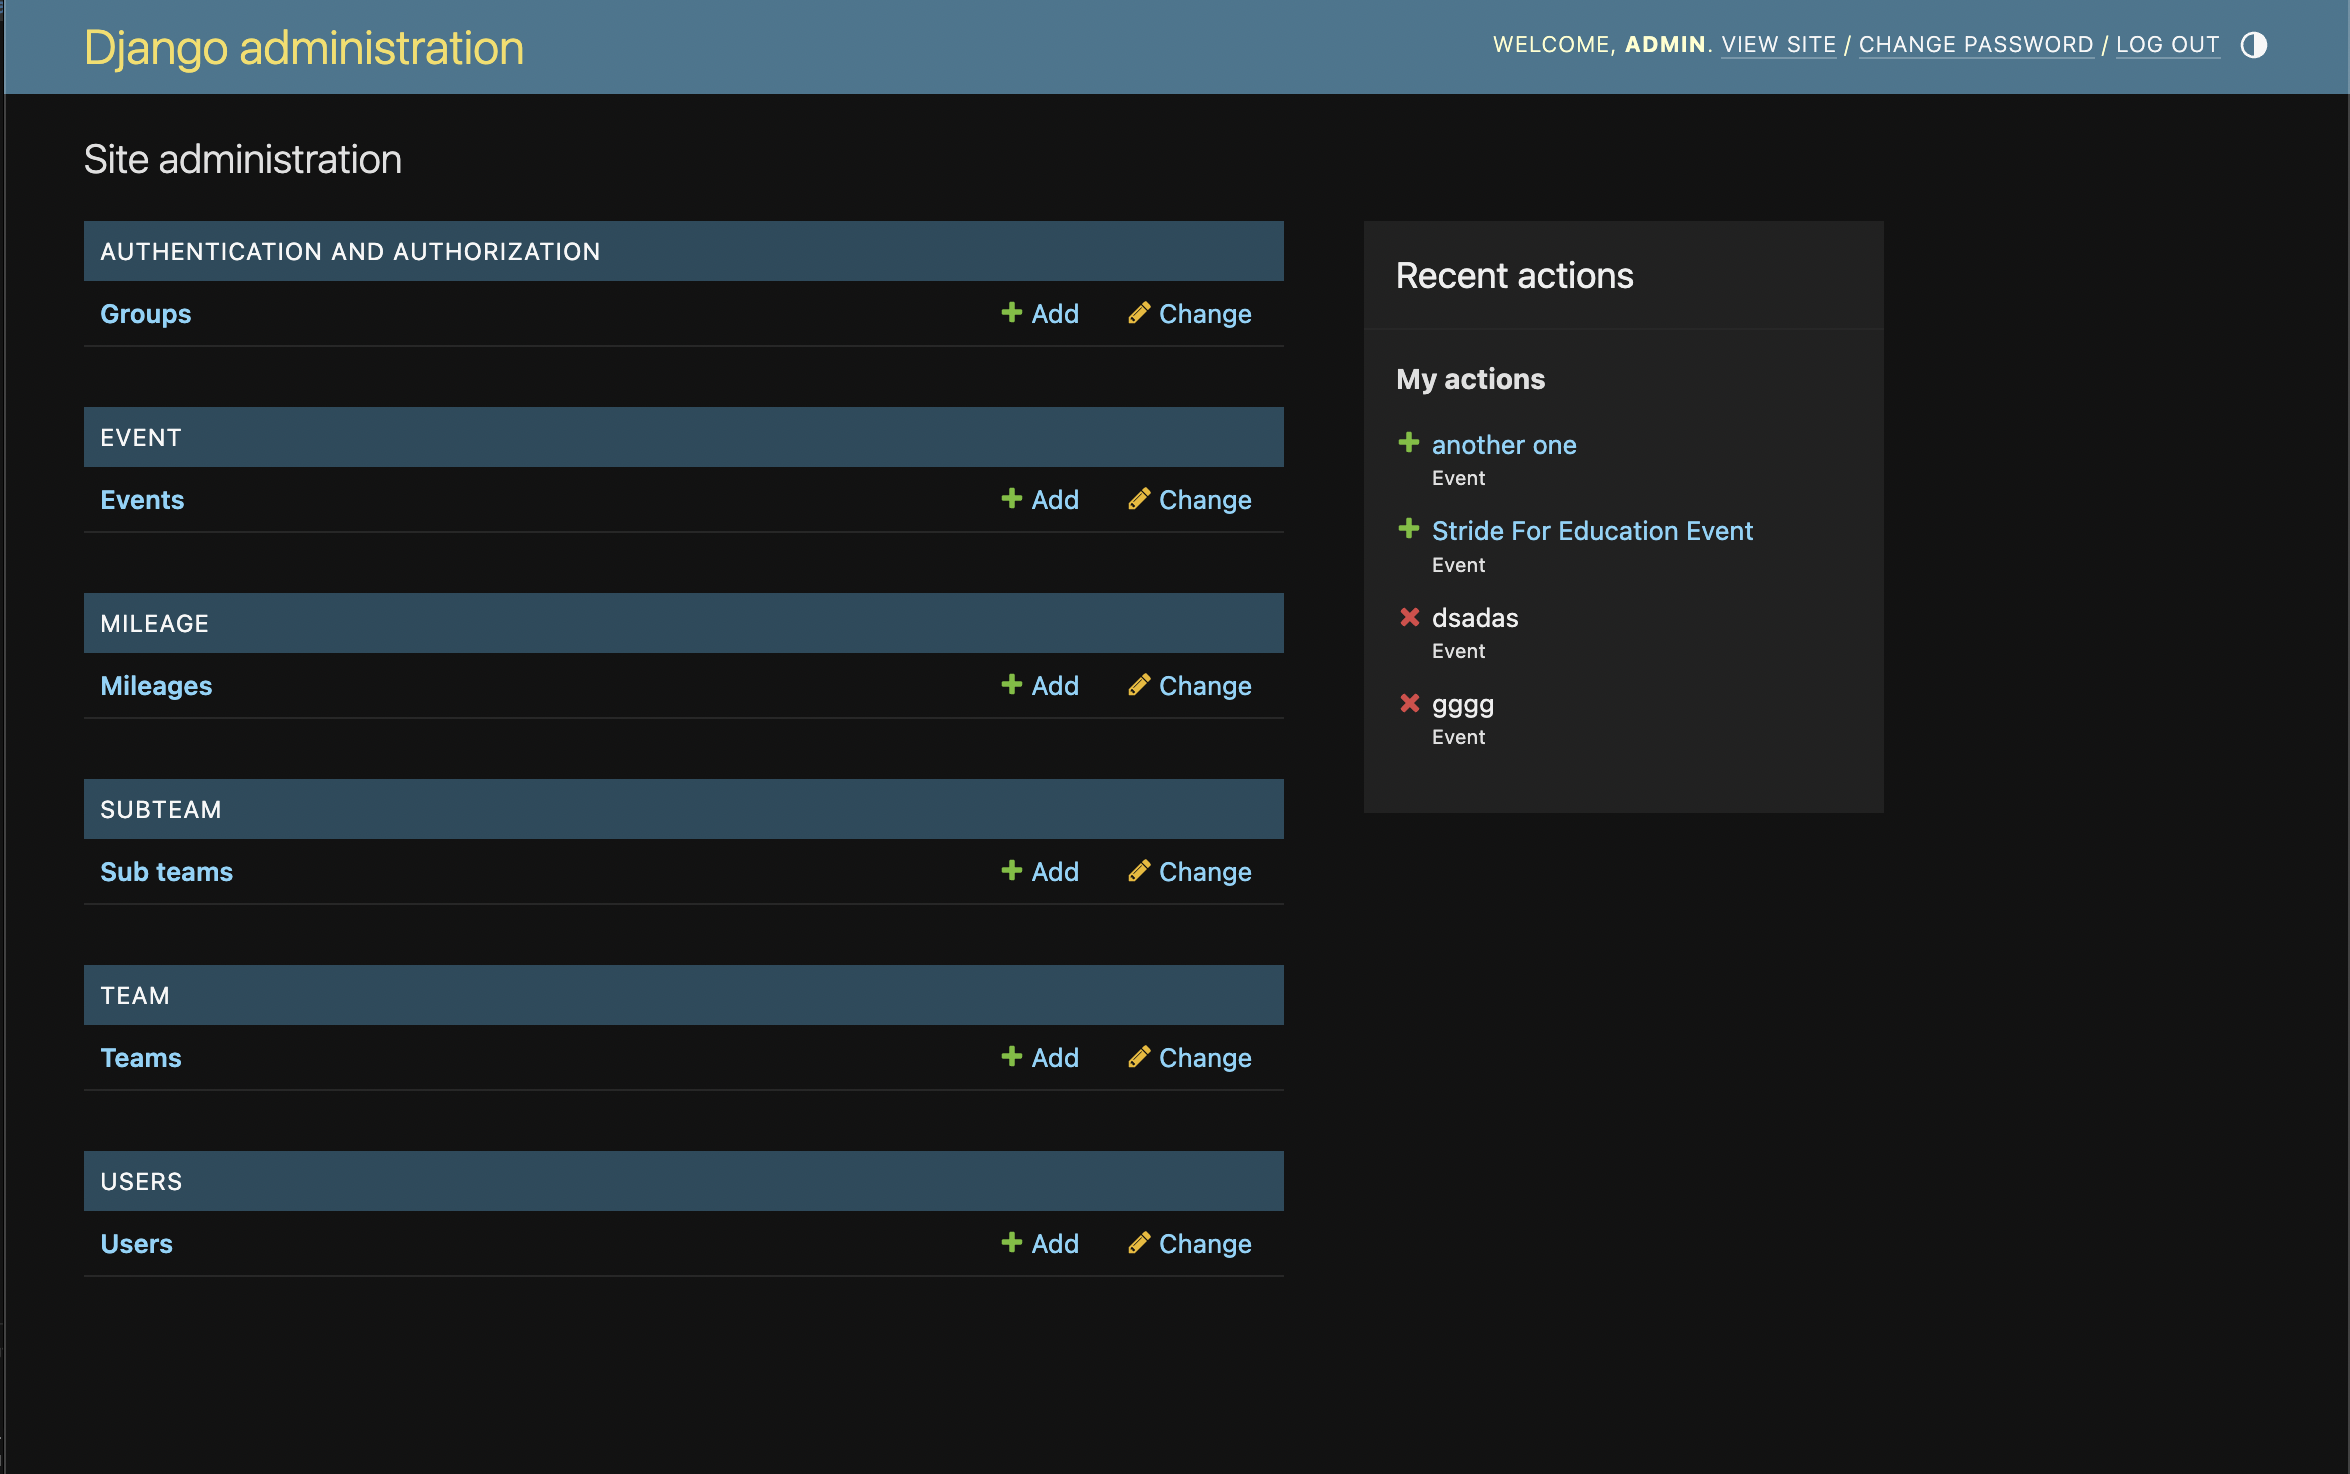 Django administration
WELCOME, ADMIN. VIEW SITE / CHANGE PASSWORD / LOG OUT
Site administration
AUTHENTICATION AND AUTHORIZATION
Groups Add Change
EVENT
Events Add Change
MILEAGE
Mileages Add Change
SUBTEAM
Sub teams Add Change
TEAM
Teams Add Change
USERS
Users Add Change
Recent actions
My actions
another one
Event
Stride For Education Event
Event
dsadas
Event
gggg
Event